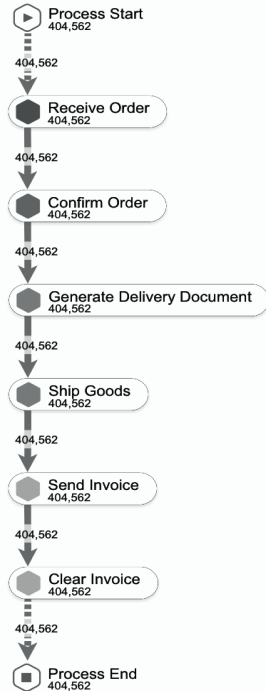 Process Start
404,562
404,562
Receive Order
404,562
404,562
Confirm Order
404,562
404,562
Generate Delivery Document
404,562
404,562
Ship Goods
404,562
404,562
Send Invoice
404,562
404,562
Clear Invoice
404,562
404,562
Process End
404,562